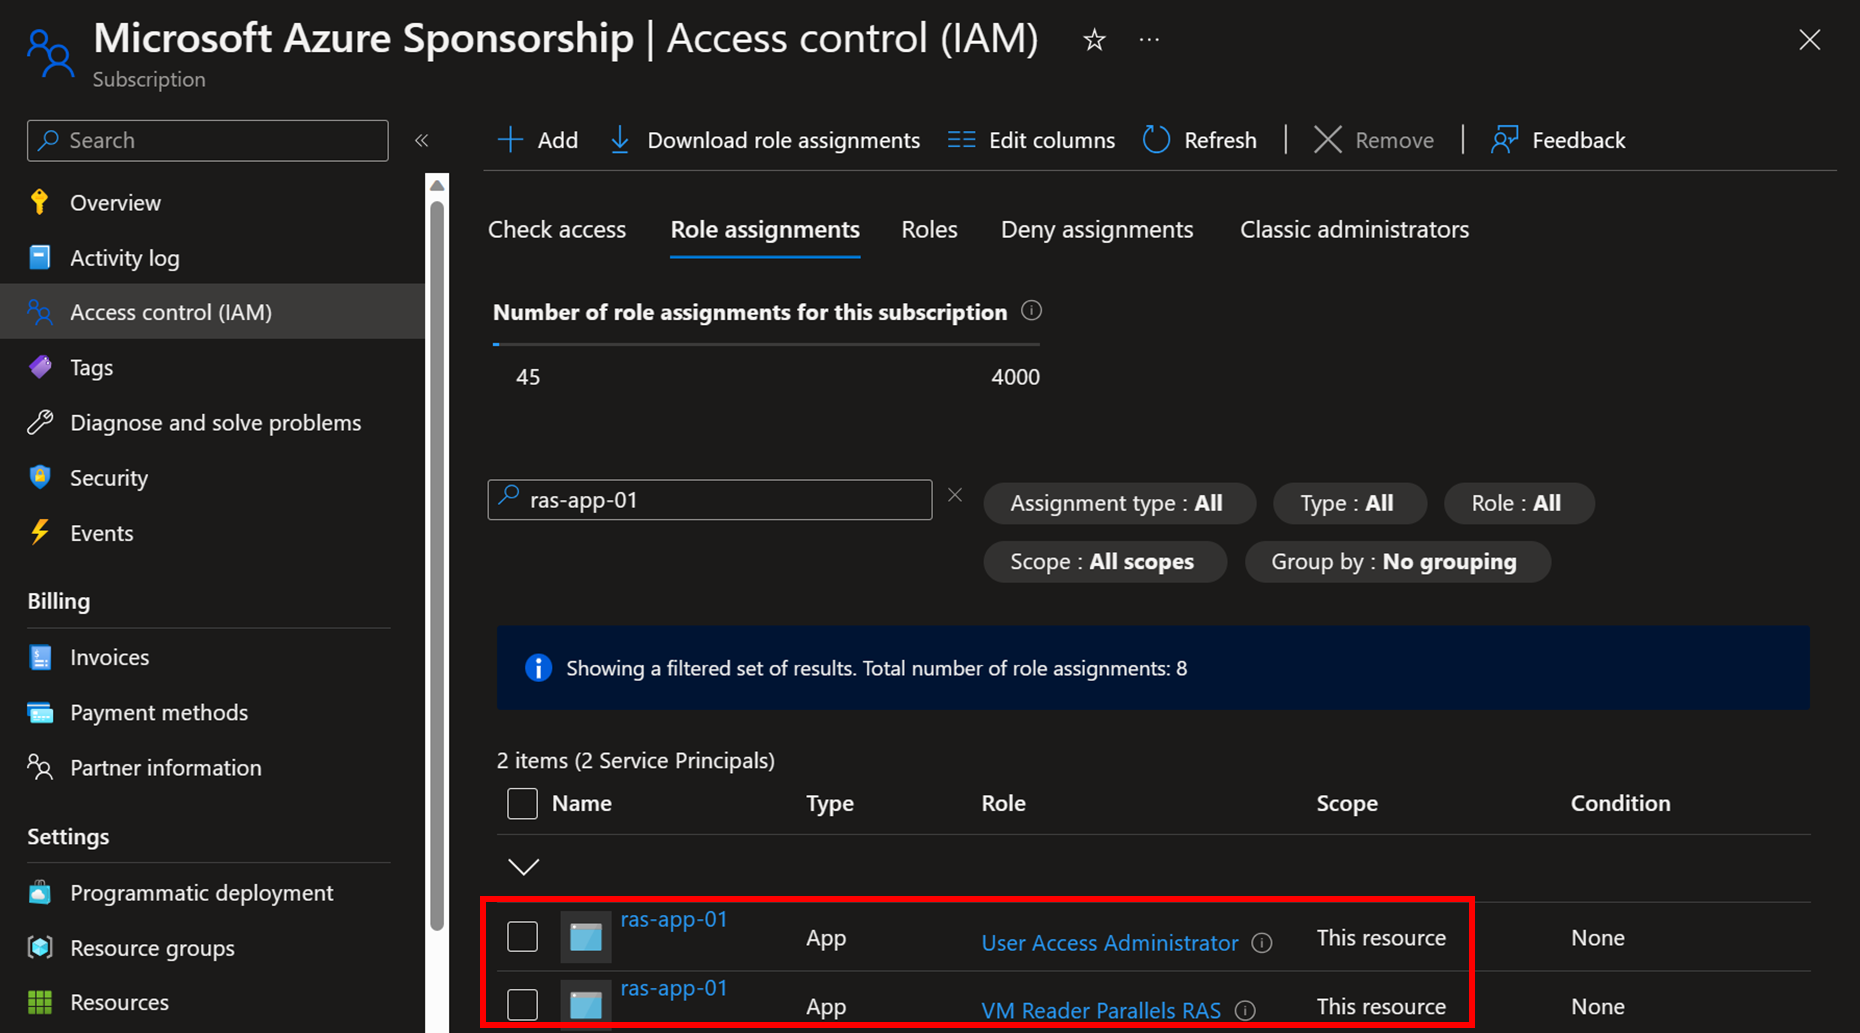 Microsoft Azure Sponsorship | Access control (IAM) ☆ ···
Subscription
Search «
Add Download role assignments Edit columns Refresh | Remove | Feedback
Overview
Activity log
Access control (IAM)
Tags
Diagnose and solve problems
Security
Events
Billing
Invoices
Payment methods
Partner information
Settings
Programmatic deployment
Resource groups
Resources
Check access Role assignments Roles Deny assignments Classic administrators
Number of role assignments for this subscription
45 4000
ras-app-01
Assignment type : All Type : All Role : All
Scope : All scopes Group by : No grouping
Showing a filtered set of results. Total number of role assignments: 8
2 items (2 Service Principals)
Name Type Role Scope Condition
ras-app-01 App User Access Administrator This resource None
ras-app-01 App VM Reader Parallels RAS This resource None